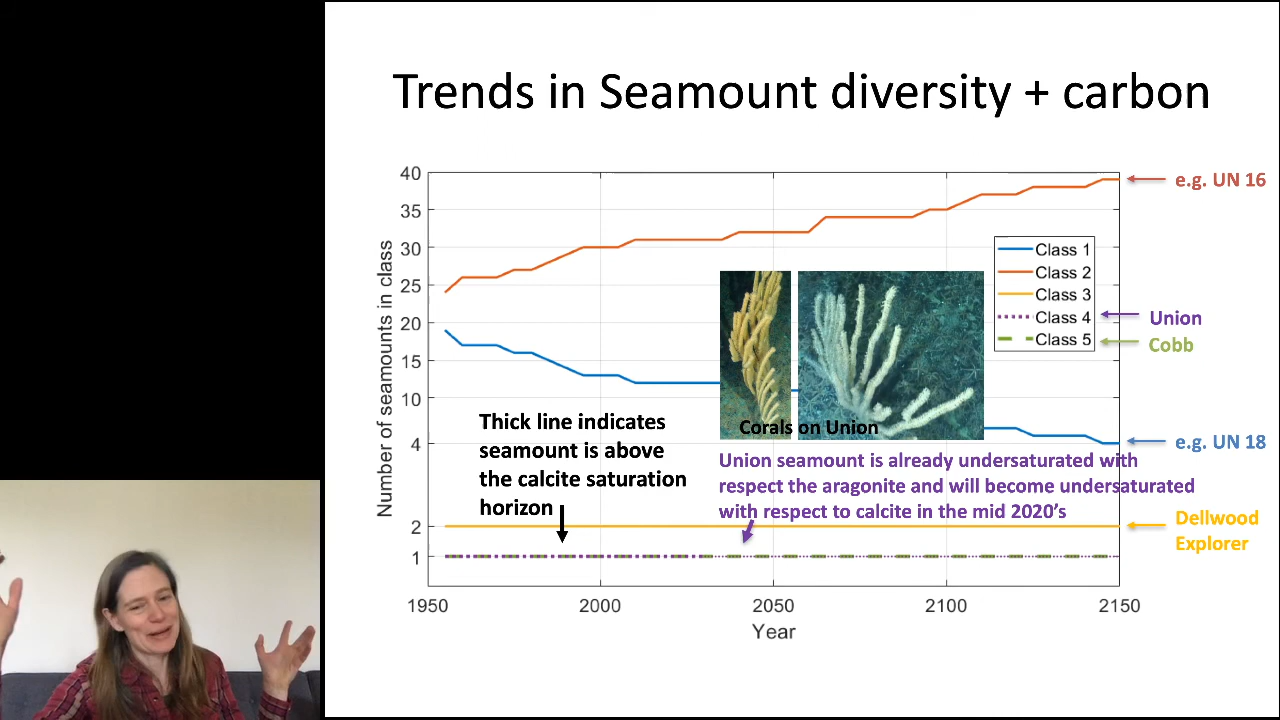 Trends in Seamount diversity + carbon
Number of seamounts in class
40
35
30
25
20
15
10
4
2
1
1950
2000
2050
2100
2150
Year
Class 1
Class 2
Class 3
Class 4
Class 5
e.g. UN 16
Union
Cobb
e.g. UN 18
Dellwood
Explorer
Thick line indicates
seamount is above
the calcite saturation
horizon
Corals on Union
Union seamount is already undersaturated with
respect the aragonite and will become undersaturated
with respect to calcite in the mid 2020's